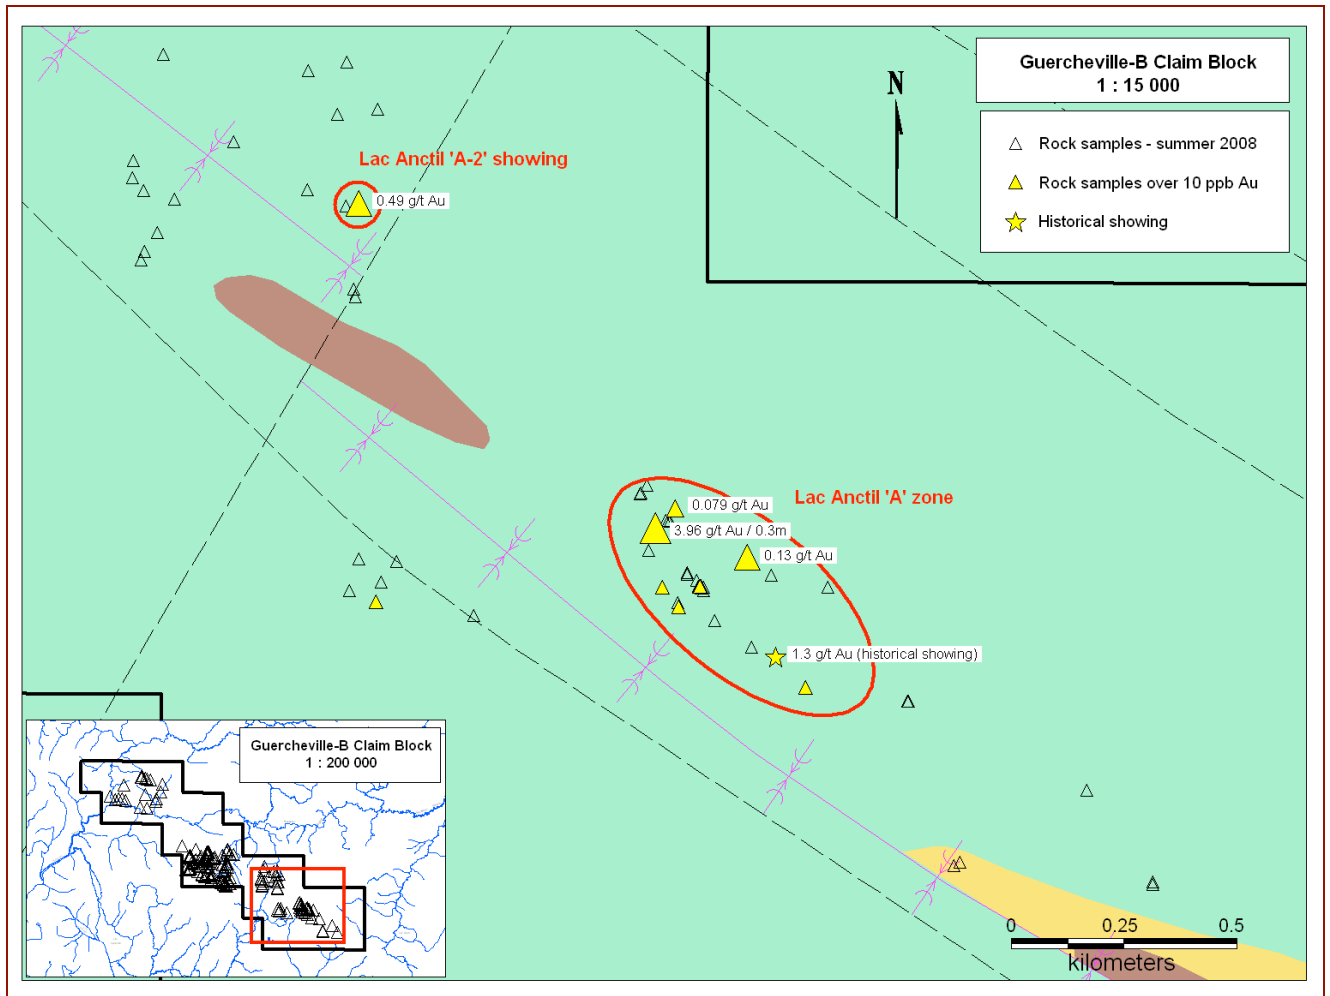 Guercheville-B Claim Block
1 : 15 000
N
Rock samples - summer 2008
Rock samples over 10 ppb Au
Historical showing
Lac Anctil 'A-2' showing
0.49 g/t Au
Lac Anctil 'A' zone
0.079 g/t Au
3.96 g/t Au / 0.3m
0.13 g/t Au
1.3 g/t Au (historical showing)
Guercheville-B Claim Block
1 : 200 000
0 0.25 0.5
kilometers